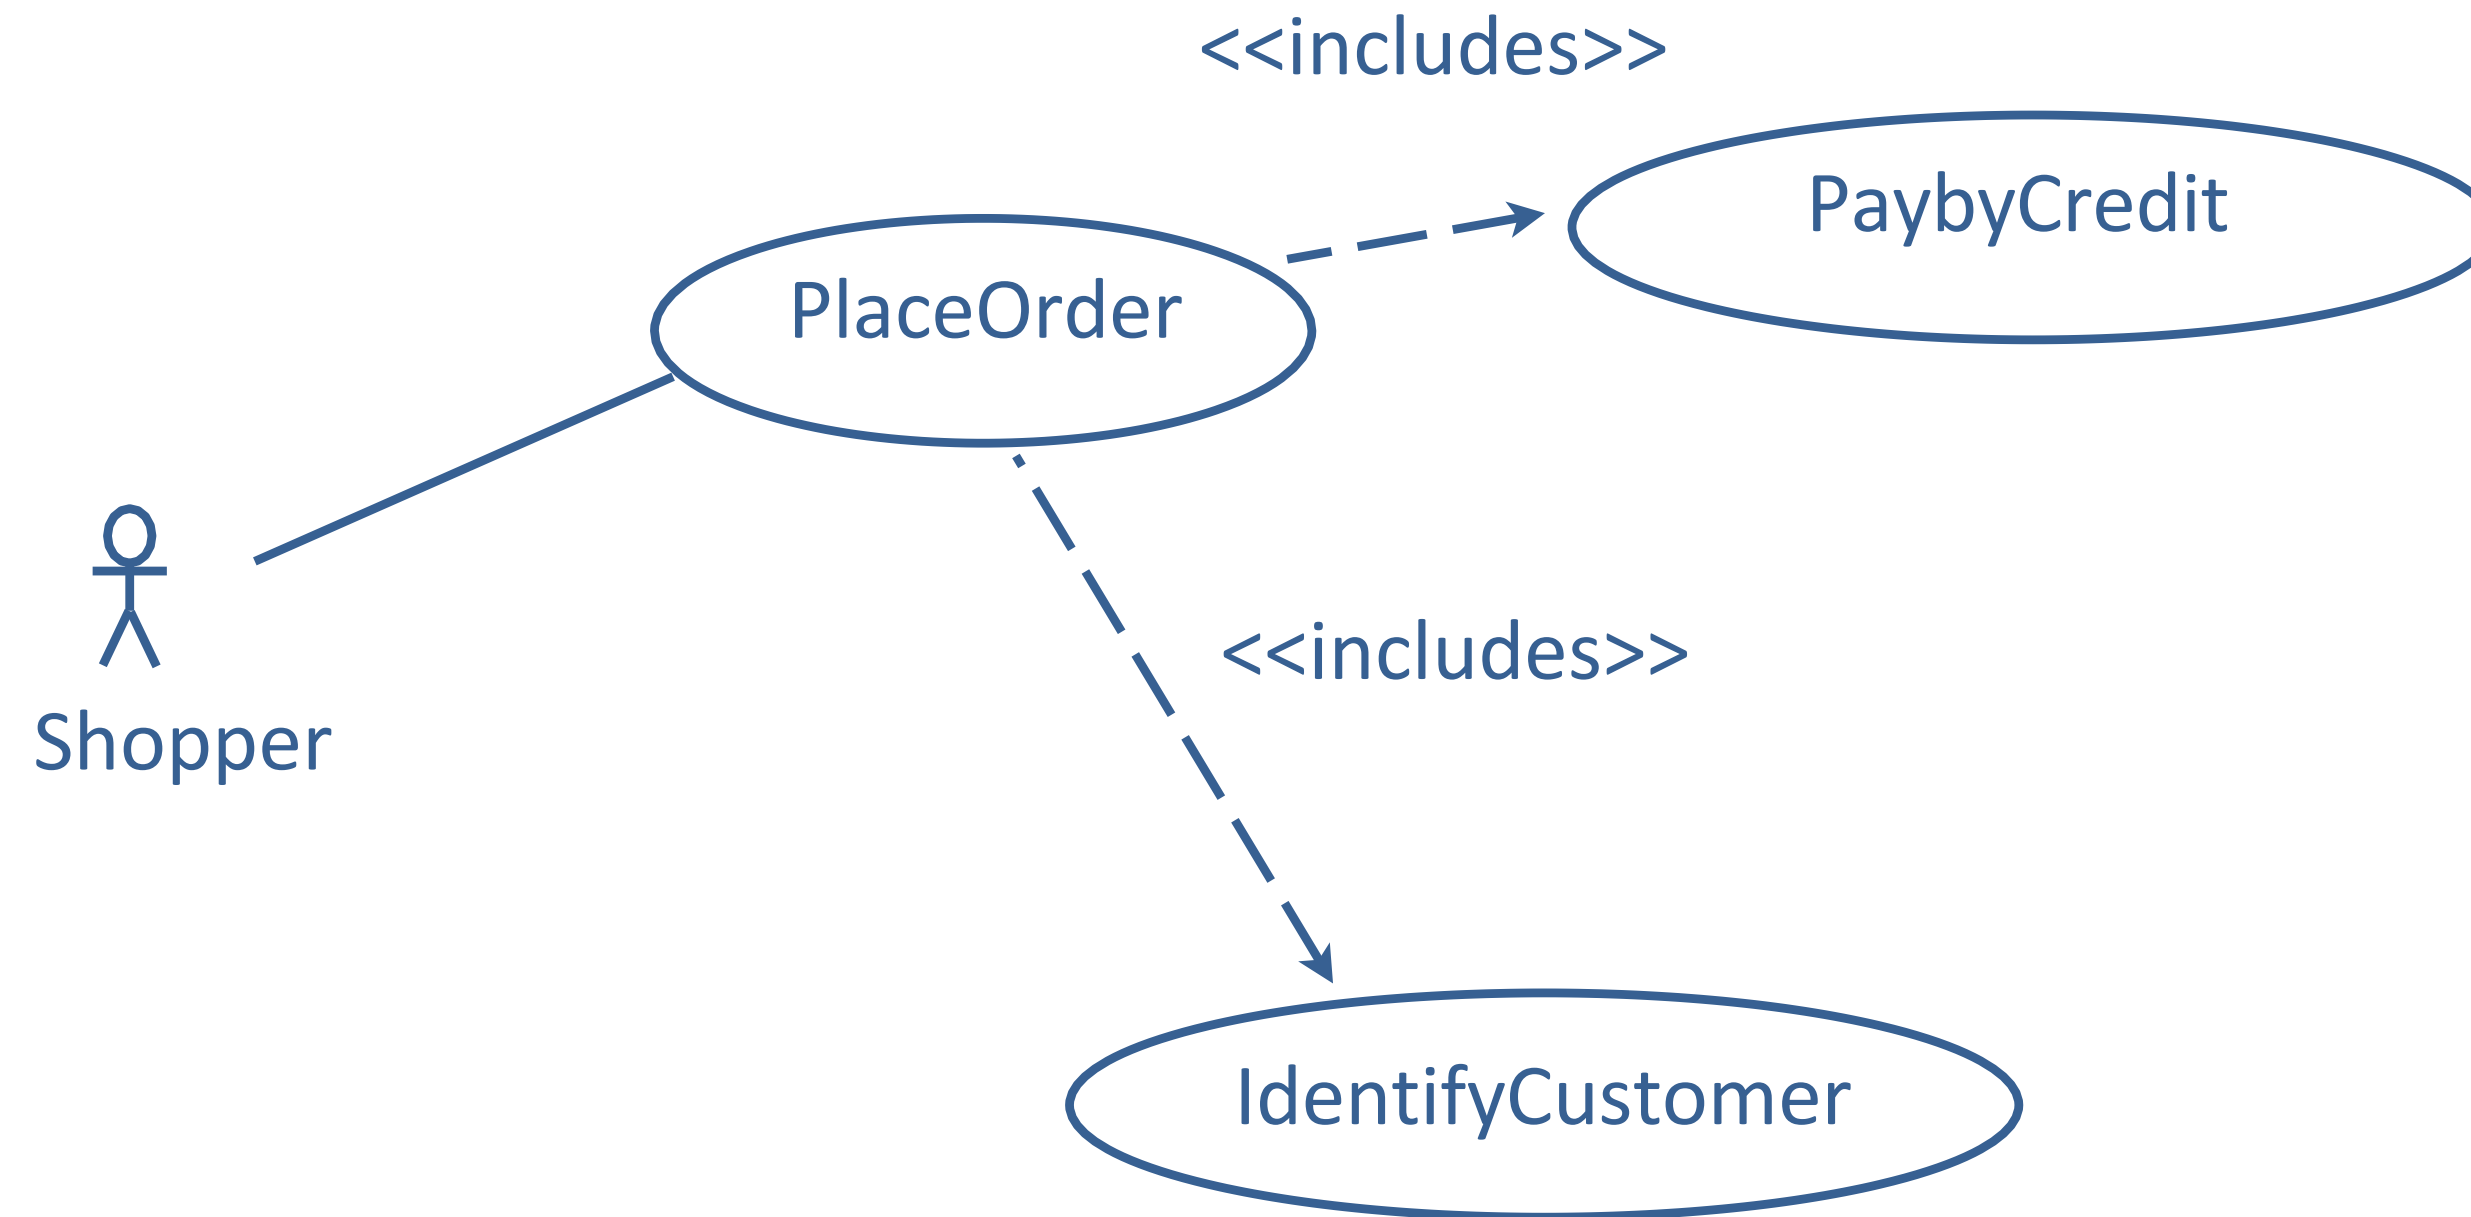 <<includes>>
PaybyCredit
PlaceOrder
<<includes>>
Shopper
IdentifyCustomer